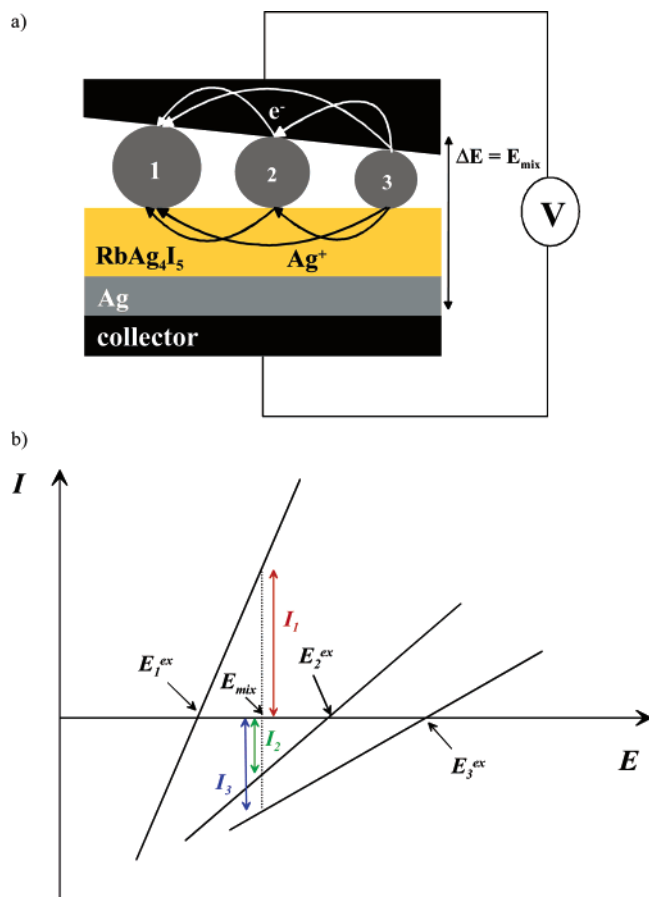 a)
e⁻
1
2
3
ΔE = Eₘᵢₓ
V
RbAg₄I₅
Ag⁺
Ag
collector
b)
I
I₁
E₁ᵉˣ
Eₘᵢₓ
E₂ᵉˣ
I₂
I₃
E₃ᵉˣ
E